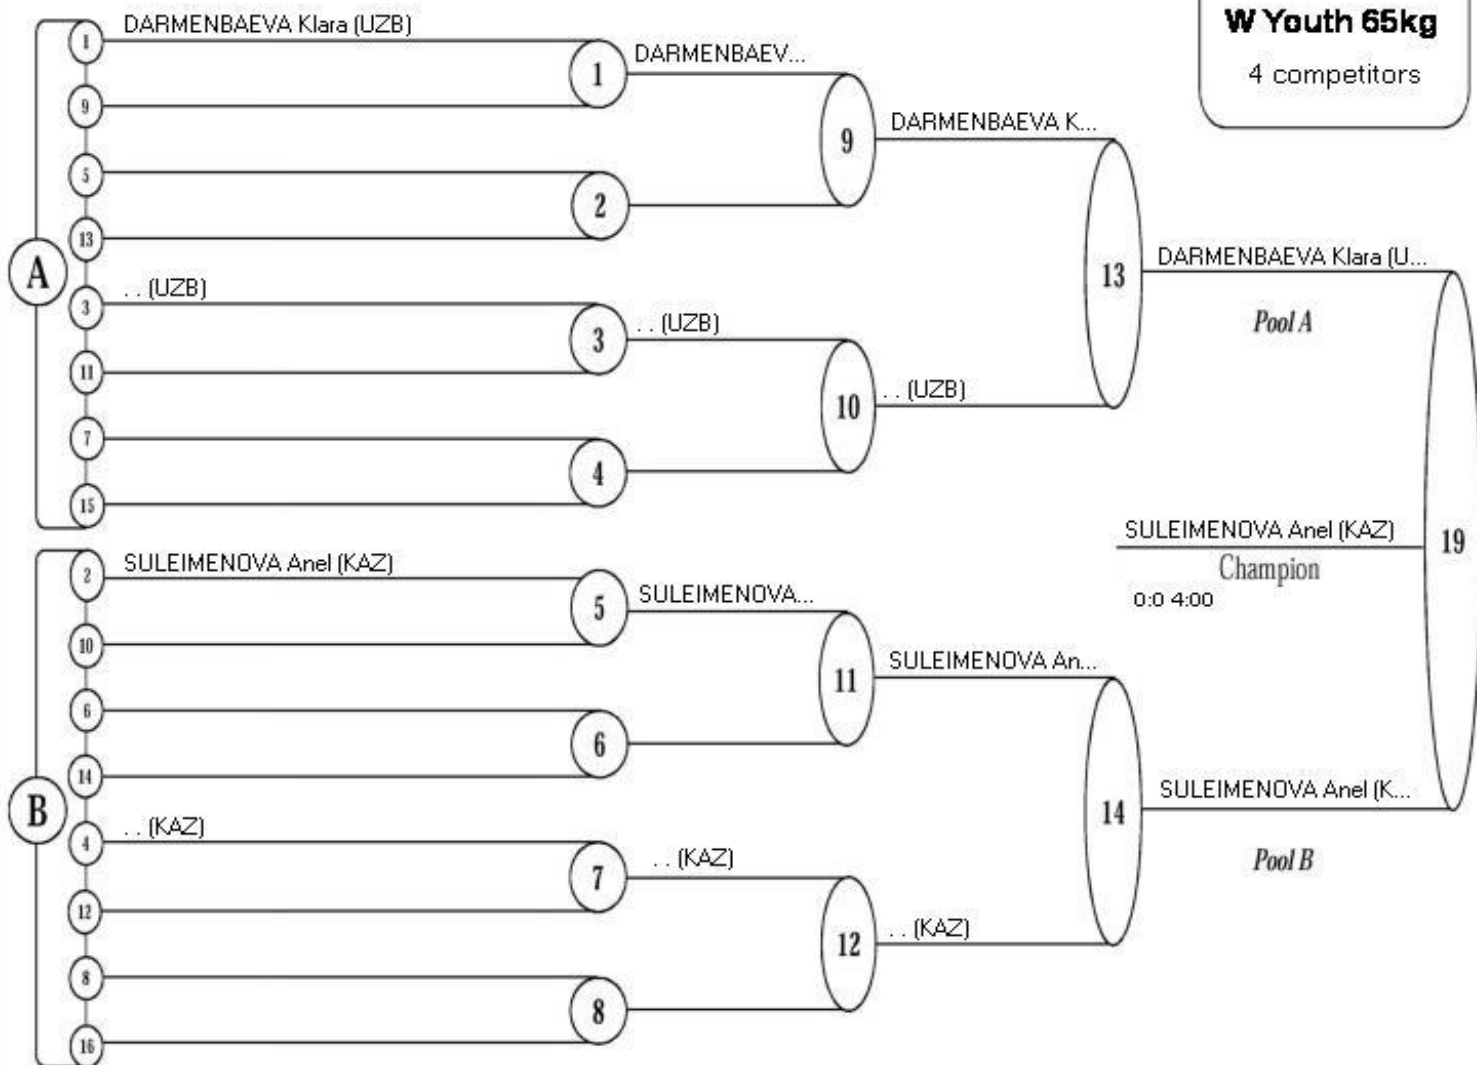 W Youth 65kg
4 competitors
DARMENBAEVA Klara (UZB)
DARMENBAEV...
DARMENBAEVA K...
DARMENBAEVA Klara (U...
Pool A
A
1
9
5
13
3
11
7
15
. . (UZB)
. . (UZB)
. . (UZB)
1
2
3
4
9
10
13
SULEIMENOVA Anel (KAZ)
Champion
0:0 4:00
19
SULEIMENOVA Anel (KAZ)
SULEIMENOVA...
SULEIMENOVA An...
SULEIMENOVA Anel (K...
Pool B
B
2
10
6
14
4
12
8
16
. . (KAZ)
. . (KAZ)
. . (KAZ)
5
6
7
8
11
12
14